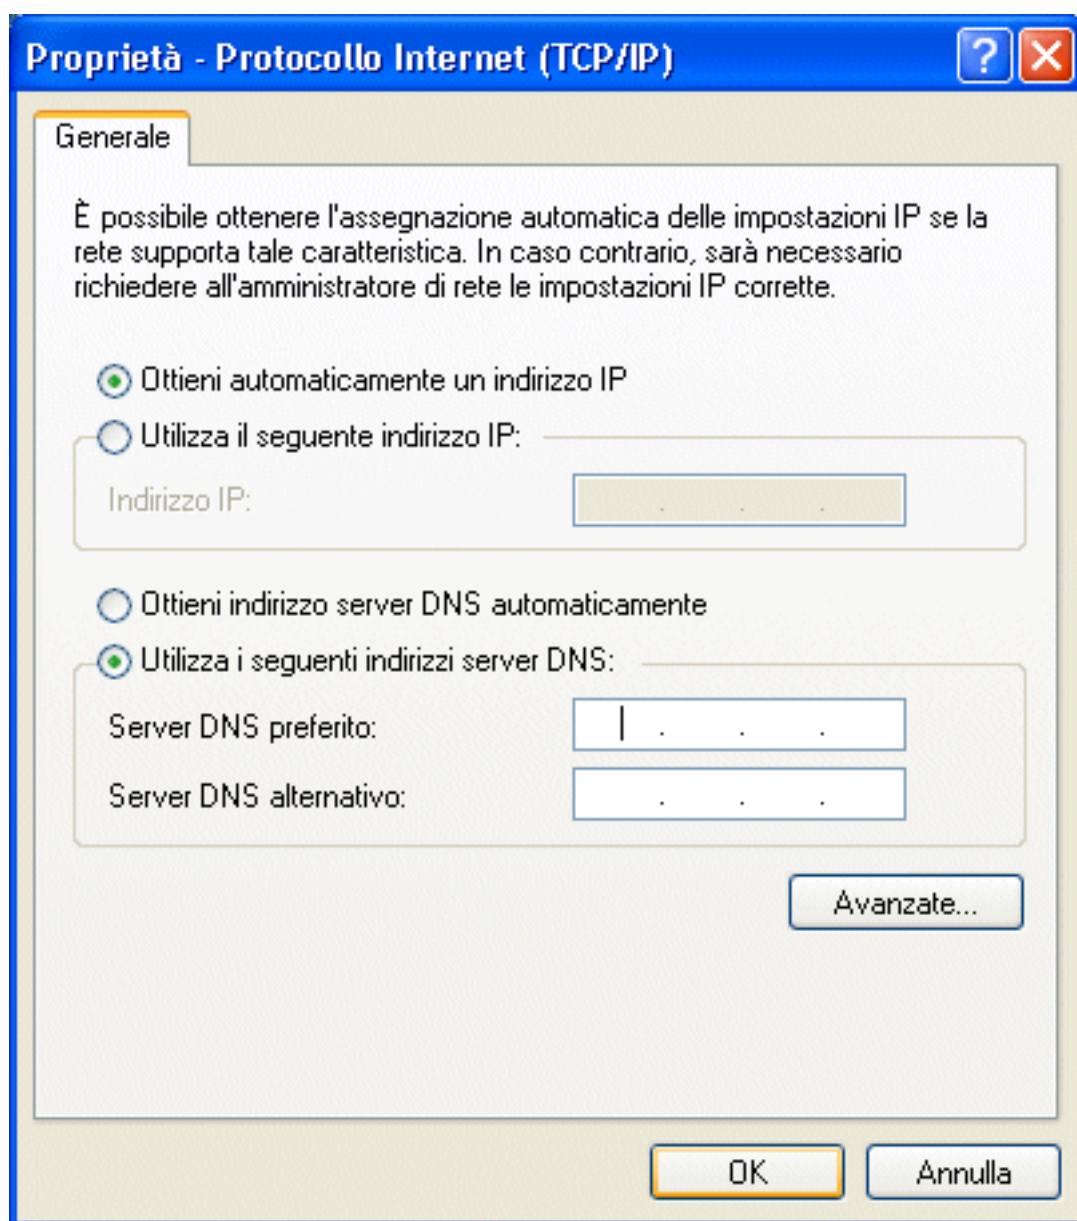 Proprietà - Protocollo Internet (TCP/IP)
?
Generale
È possibile ottenere l'assegnazione automatica delle impostazioni IP se la
rete supporta tale caratteristica. In caso contrario, sarà necessario
richiedere all'amministratore di rete le impostazioni IP corrette.
Ottieni automaticamente un indirizzo IP
Utilizza il seguente indirizzo IP:
Indirizzo IP: . . .
Ottieni indirizzo server DNS automaticamente
Utilizza i seguenti indirizzi server DNS:
Server DNS preferito: . . .
Server DNS alternativo: . . .
Avanzate...
OK Annulla